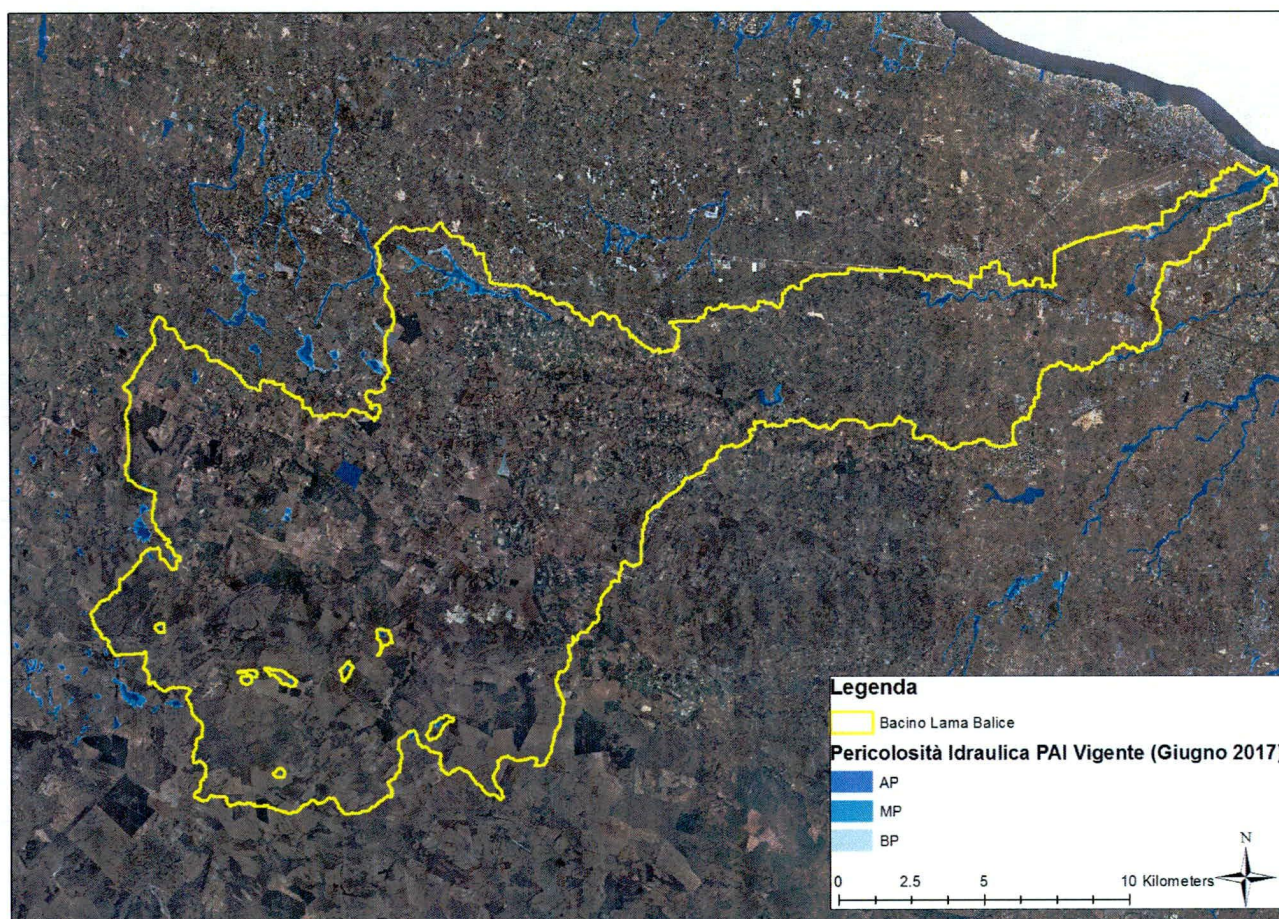 Legenda
Bacino Lama Balice
Pericolosità Idraulica PAI Vigente (Giugno 2017)
AP
MP
BP
N
0 2.5 5 10 Kilometers